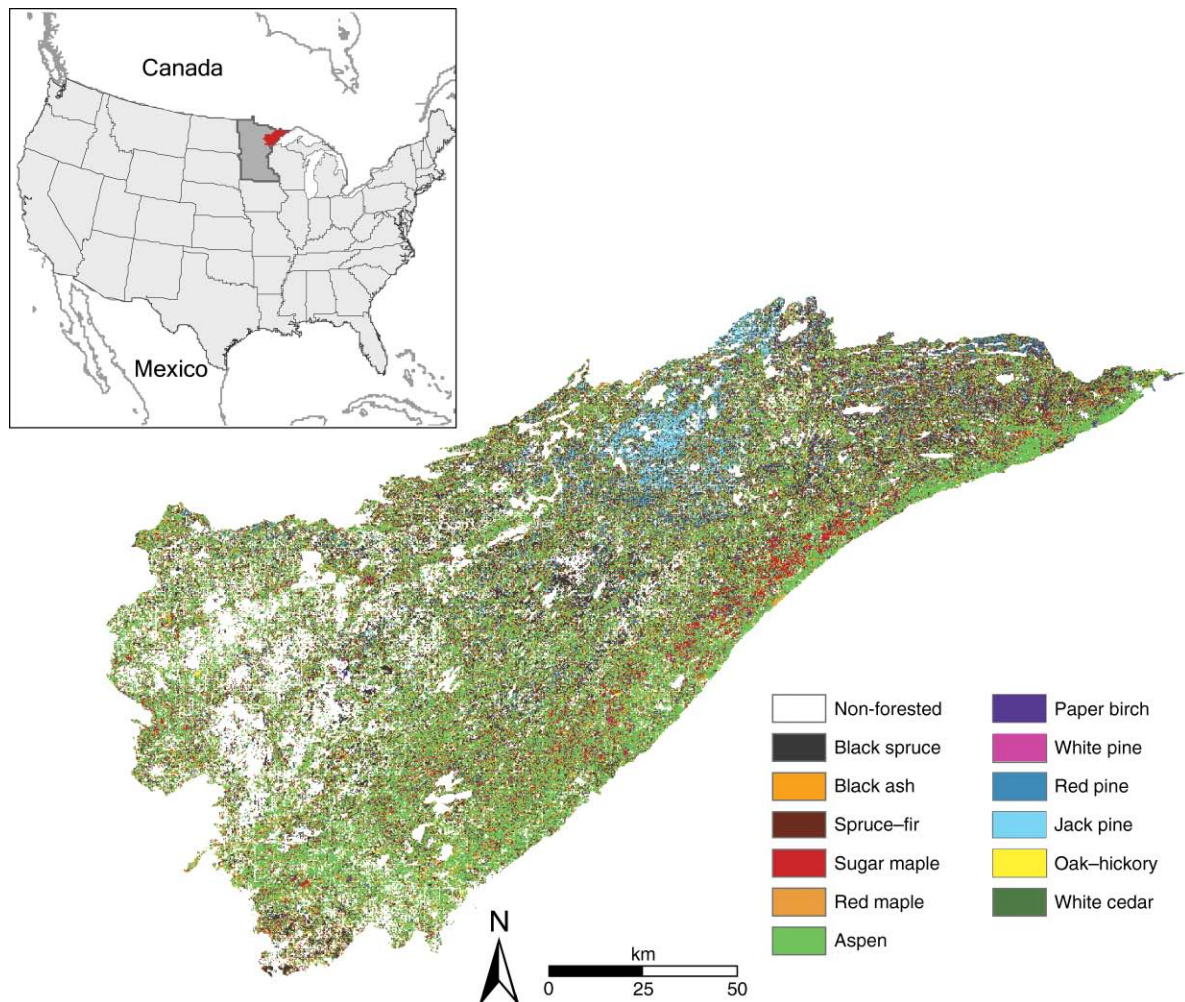 Canada
Mexico
Non-forested
Black spruce
Black ash
Spruce–fir
Sugar maple
Red maple
Aspen
Paper birch
White pine
Red pine
Jack pine
Oak–hickory
White cedar
N
km
0 25 50